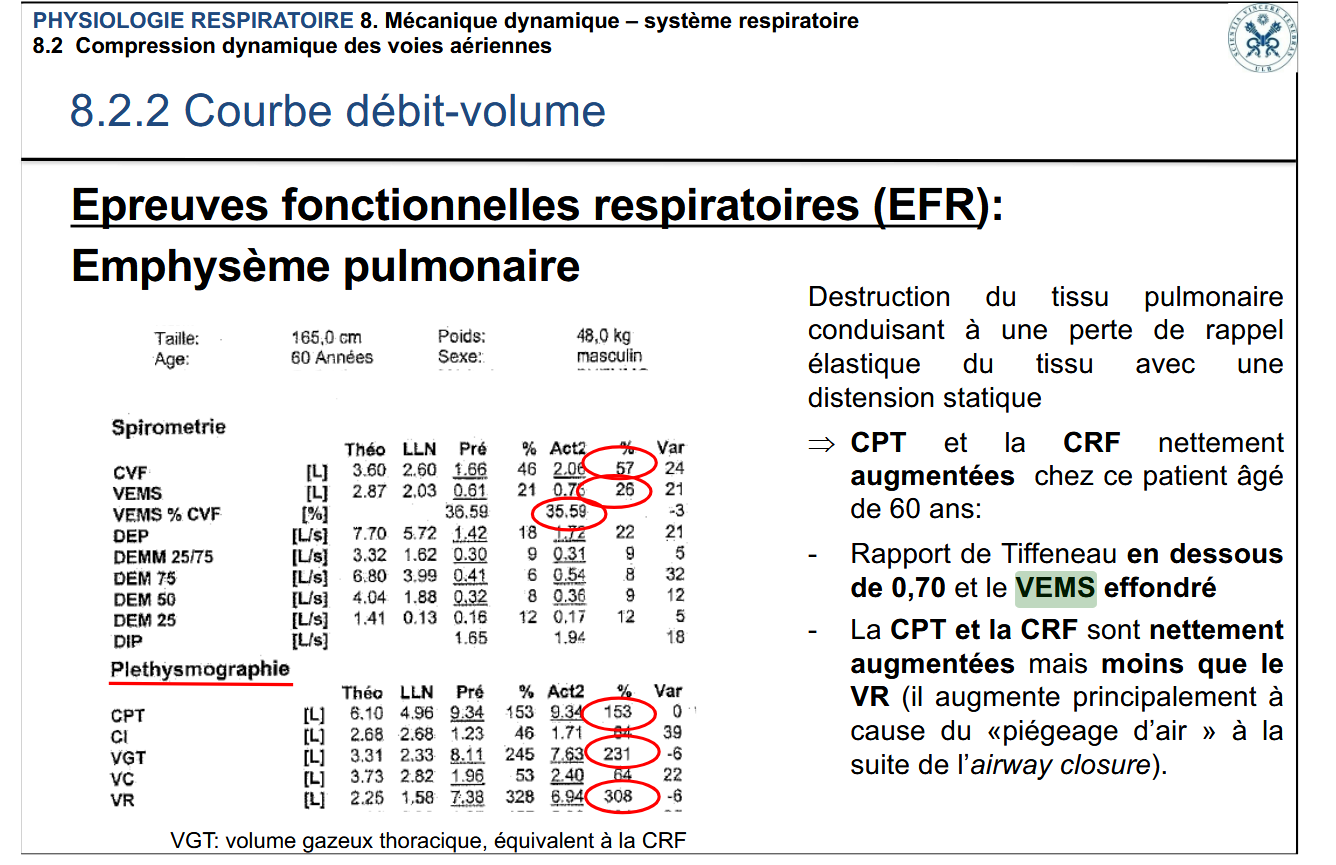 PHYSIOLOGIE RESPIRATOIRE 8. Mécanique dynamique – système respiratoire
8.2 Compression dynamique des voies aériennes
SCIENTIA VINCERE TENEBRAS
ULB
8.2.2 Courbe débit-volume
Epreuves fonctionnelles respiratoires (EFR):
Emphysème pulmonaire
Taille: 165,0 cm Poids: 48,0 kg
Age: 60 Années Sexe: masculin
Spirometrie
Théo LLN Pré % Act2 % Var
CVF [L] 3.60 2.60 1.66 46 2.06 57 24
VEMS [L] 2.87 2.03 0.61 21 26 21
VEMS % CVF [%] 36.59 35.59 -3
DEP [L/s] 7.70 5.72 1.42 18 1.72 22 21
DEMM 25/75 [L/s] 3.32 1.62 0.30 9 0.31 9 5
DEM 75 [L/s] 6.80 3.99 0.41 6 0.54 8 32
DEM 50 [L/s] 4.04 1.88 0.32 8 0.36 9 12
DEM 25 [L/s] 1.41 0.13 0.16 12 0.17 12 5
DIP [L/s] 1.65 1.94 18
Plethysmographie
Théo LLN Pré % Act2 % Var
CPT [L] 6.10 4.96 9.34 153 9.34 153 0
CI [L] 2.68 2.68 1.23 46 1.71 64 39
VGT [L] 3.31 2.33 8.11 245 7.63 231 -6
VC [L] 3.73 2.82 1.96 53 2.40 64 22
VR [L] 2.25 1.58 7.38 328 6.94 308 -6
VGT: volume gazeux thoracique, équivalent à la CRF
Destruction du tissu pulmonaire
conduisant à une perte de rappel
élastique du tissu avec une
distension statique
⇒ CPT et la CRF nettement
augmentées chez ce patient âgé
de 60 ans:
- Rapport de Tiffeneau en dessous
de 0,70 et le VEMS effondré
- La CPT et la CRF sont nettement
augmentées mais moins que le
VR (il augmente principalement à
cause du «piégeage d’air » à la
suite de l’airway closure).